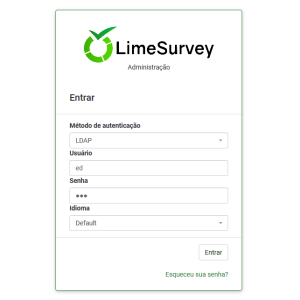 LimeSurvey
Administração
Entrar
Método de autenticação
LDAP
Usuário
ed
Senha
•••
Idioma
Default
Entrar
Esqueceu sua senha?